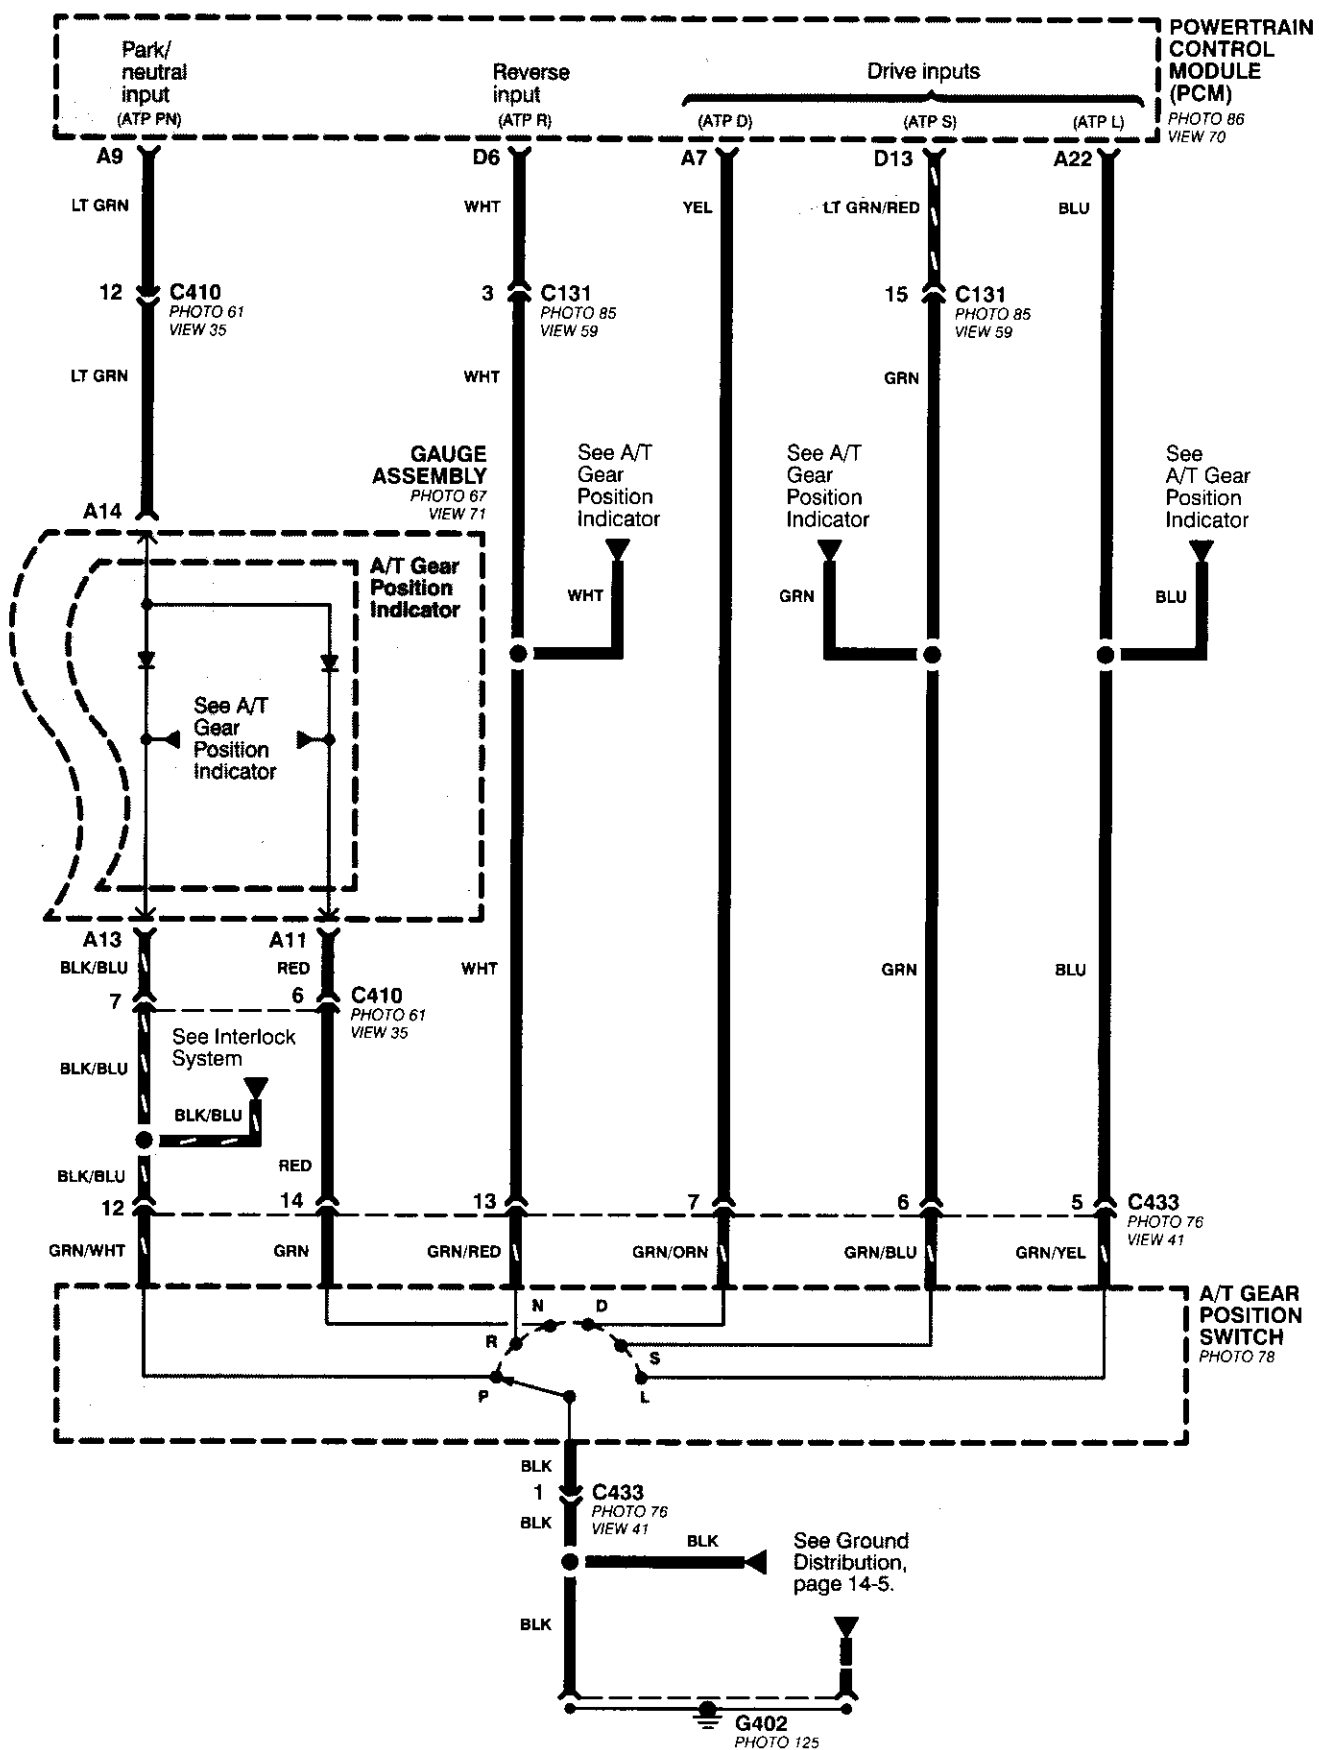 POWERTRAIN
CONTROL
MODULE
(PCM)
PHOTO 86
VIEW 70
Park/
neutral
input
(ATP PN)
Reverse
input
(ATP R)
Drive inputs
(ATP D)
(ATP S)
(ATP L)
A9
D6
A7
D13
A22
LT GRN
WHT
YEL
LT GRN/RED
BLU
12
C410
PHOTO 61
VIEW 35
3
C131
PHOTO 85
VIEW 59
15
C131
PHOTO 85
VIEW 59
LT GRN
WHT
GRN
GAUGE
ASSEMBLY
PHOTO 67
VIEW 71
See A/T
Gear
Position
Indicator
See A/T
Gear
Position
Indicator
See
A/T Gear
Position
Indicator
A14
A/T Gear
Position
Indicator
WHT
GRN
BLU
See A/T
Gear
Position
Indicator
A13
A11
BLK/BLU
RED
WHT
GRN
BLU
7
6
C410
PHOTO 61
VIEW 35
See Interlock
System
BLK/BLU
BLK/BLU
BLK/BLU
RED
12
14
13
7
6
5
C433
PHOTO 76
VIEW 41
GRN/WHT
GRN
GRN/RED
GRN/ORN
GRN/BLU
GRN/YEL
A/T GEAR
POSITION
SWITCH
PHOTO 78
N
D
R
S
P
L
BLK
1
C433
PHOTO 76
VIEW 41
BLK
BLK
See Ground
Distribution,
page 14-5.
BLK
G402
PHOTO 125